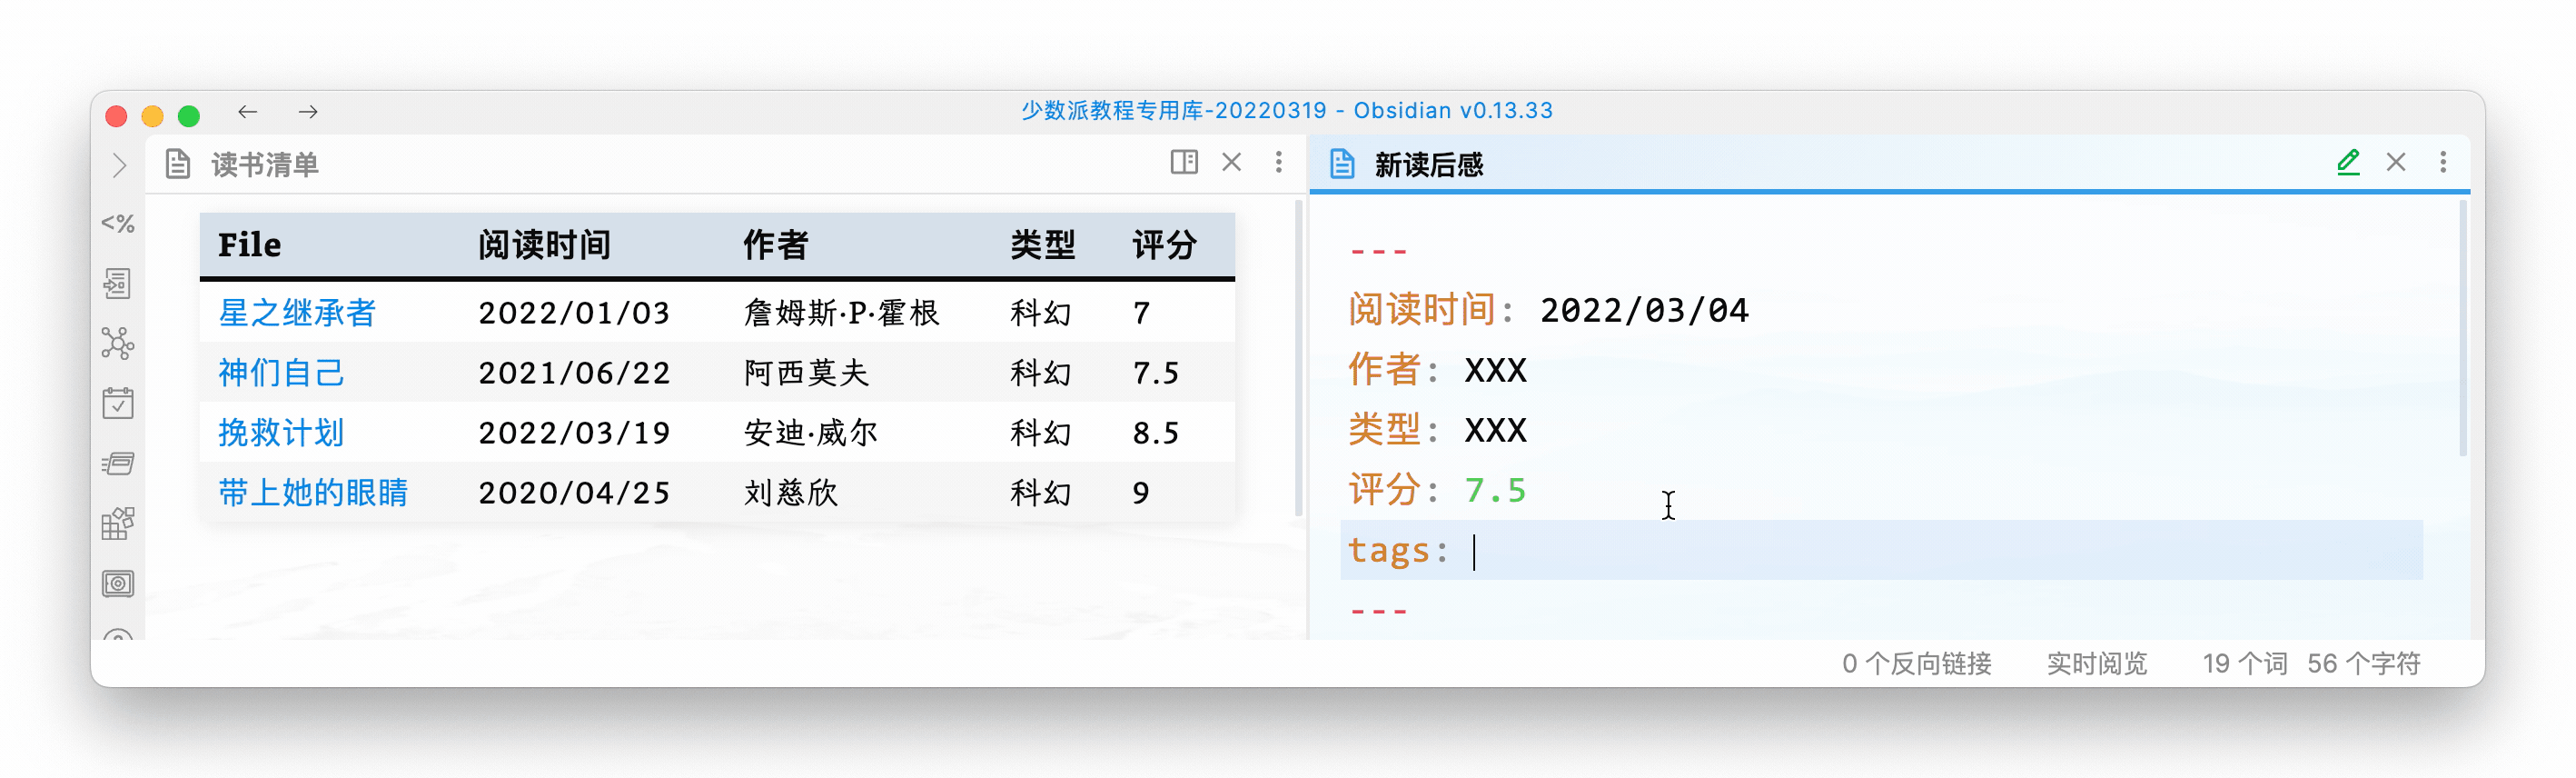 少数派教程专用库-20220319 - Obsidian v0.13.33
读书清单
File 阅读时间 作者 类型 评分
星之继承者 2022/01/03 詹姆斯·P·霍根 科幻 7
神们自己 2021/06/22 阿西莫夫 科幻 7.5
挽救计划 2022/03/19 安迪·威尔 科幻 8.5
带上她的眼睛 2020/04/25 刘慈欣 科幻 9
新读后感
---
阅读时间: 2022/03/04
作者: XXX
类型: XXX
评分: 7.5
tags:
---
<%
0 个反向链接 实时阅览 19 个词 56 个字符